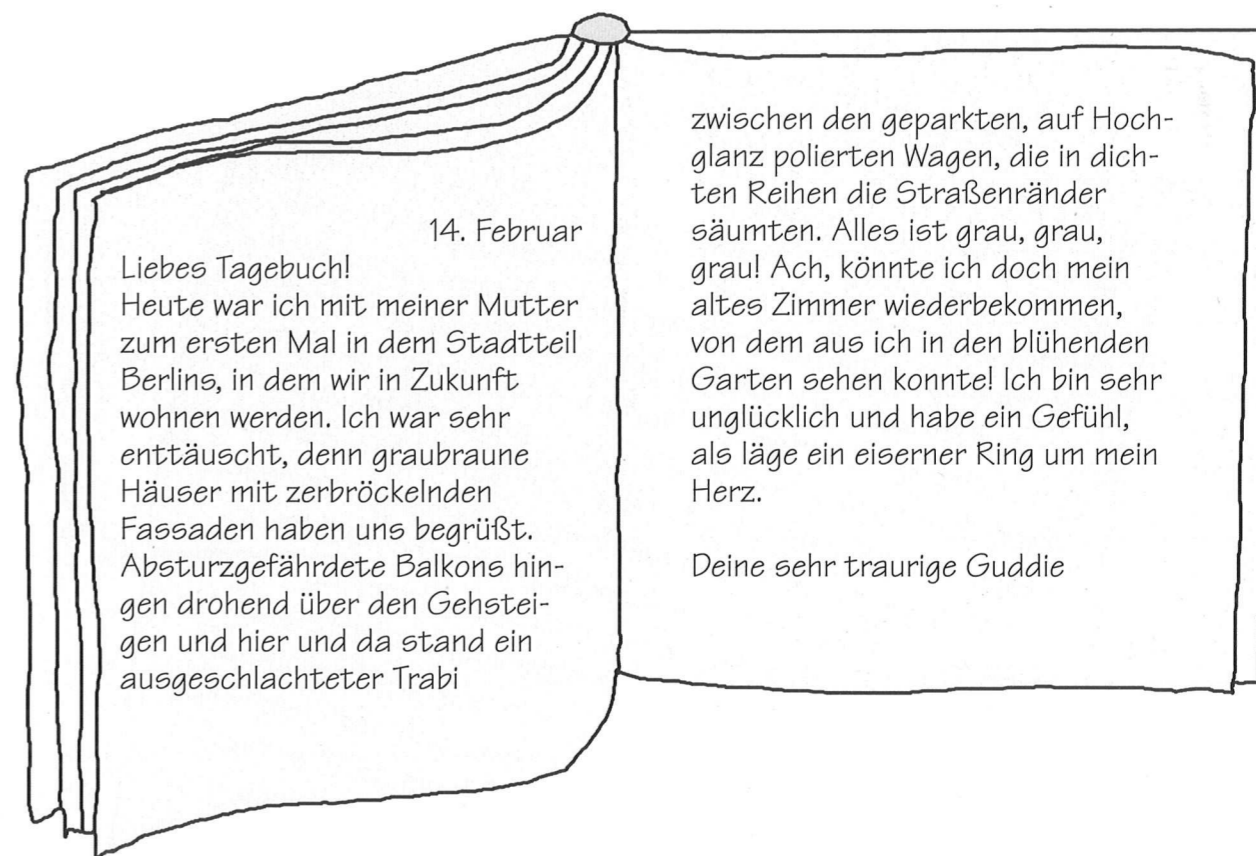 14. Februar
Liebes Tagebuch!
Heute war ich mit meiner Mutter
zum ersten Mal in dem Stadtteil
Berlins, in dem wir in Zukunft
wohnen werden. Ich war sehr
enttäuscht, denn graubraune
Häuser mit zerbröckelnden
Fassaden haben uns begrüßt.
Absturzgefährdete Balkons hin-
gen drohend über den Gehstei-
gen und hier und da stand ein
ausgeschlachteter Trabi
zwischen den geparkten, auf Hoch-
glanz polierten Wagen, die in dich-
ten Reihen die Straßenränder
säumten. Alles ist grau, grau,
grau! Ach, könnte ich doch mein
altes Zimmer wiederbekommen,
von dem aus ich in den blühenden
Garten sehen konnte! Ich bin sehr
unglücklich und habe ein Gefühl,
als läge ein eiserner Ring um mein
Herz.
Deine sehr traurige Guddie